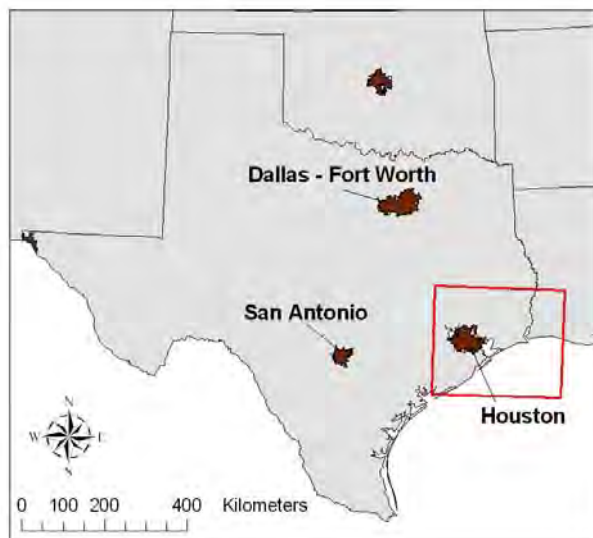 Dallas - Fort Worth
San Antonio
Houston
N
W E
N
0 100 200 400 Kilometers